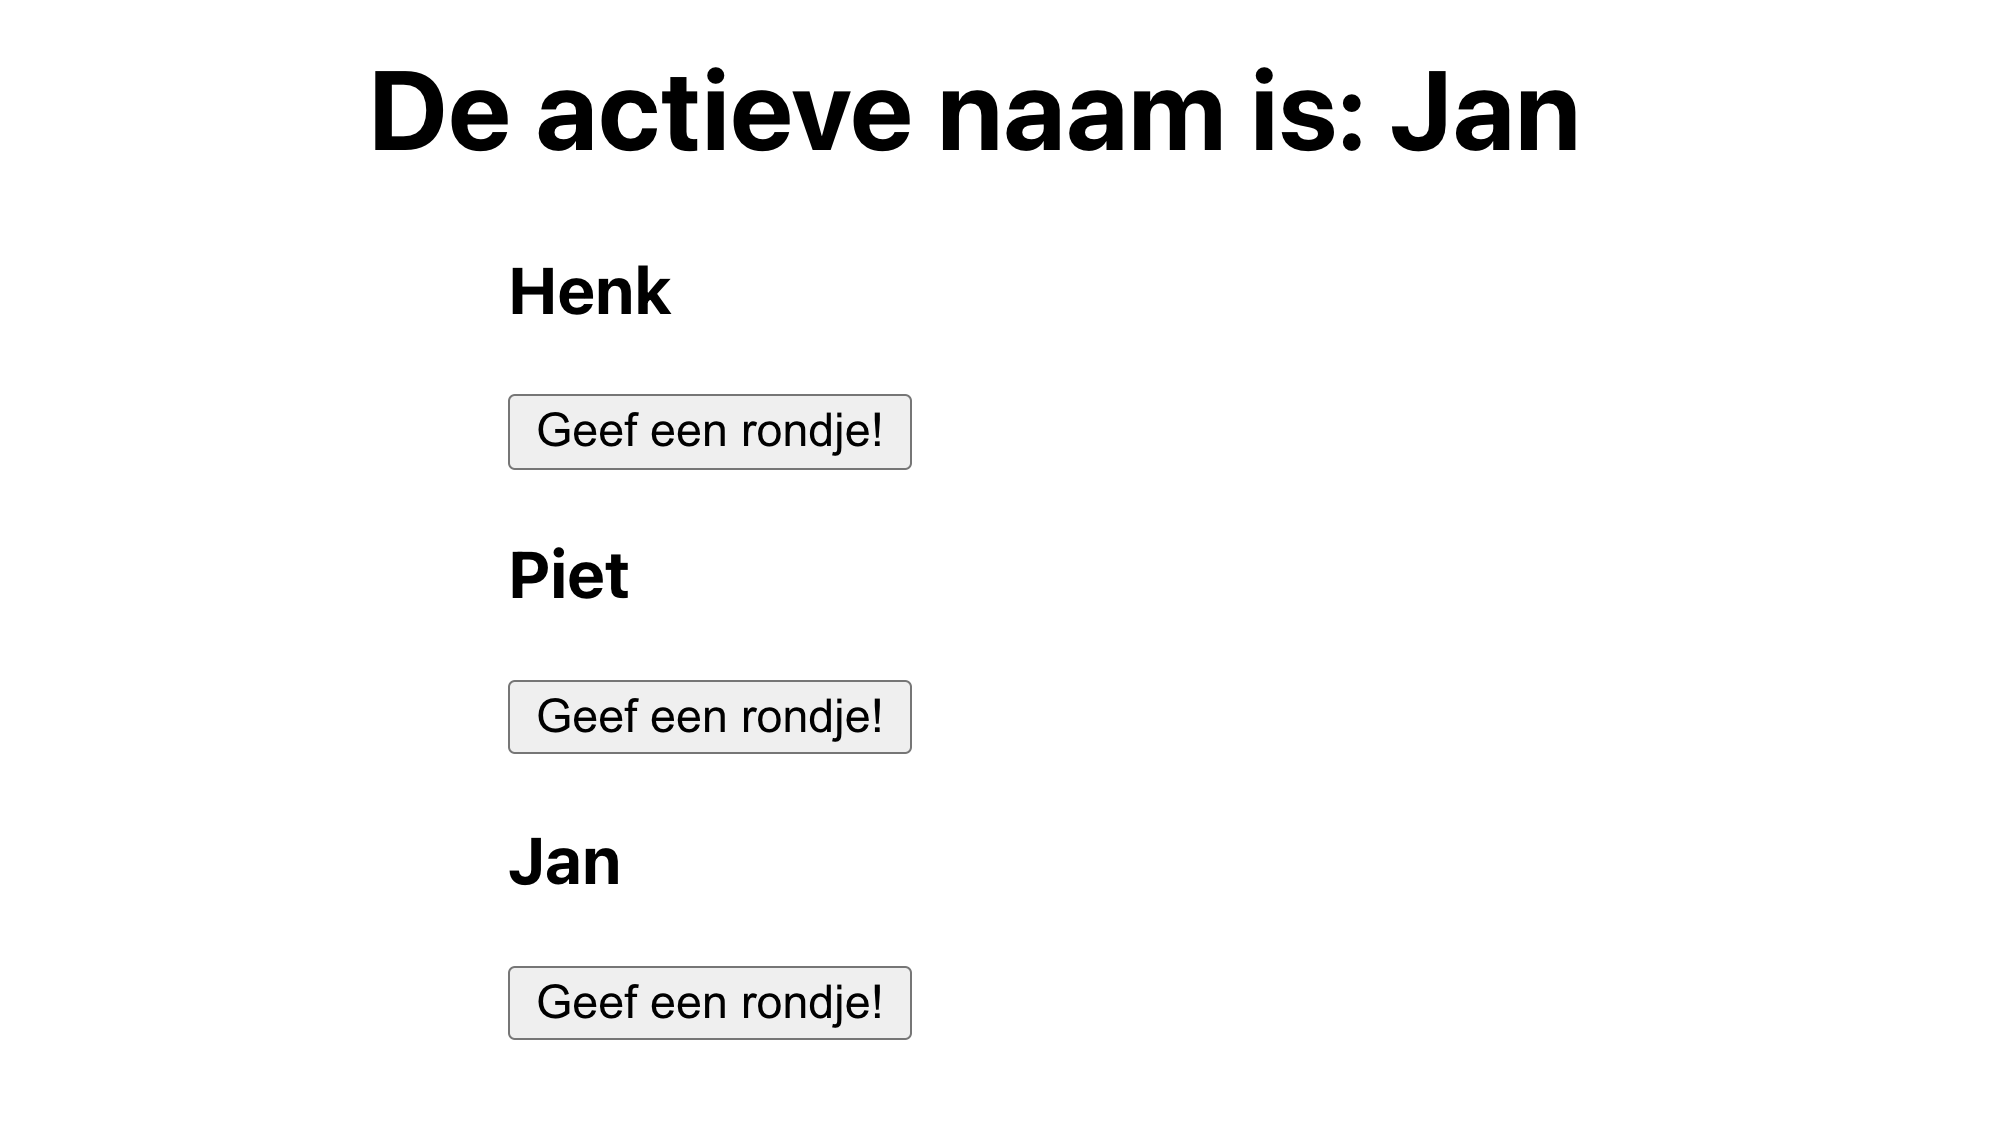 De actieve naam is: Jan
Henk
Geef een rondje!
Piet
Geef een rondje!
Jan
Geef een rondje!